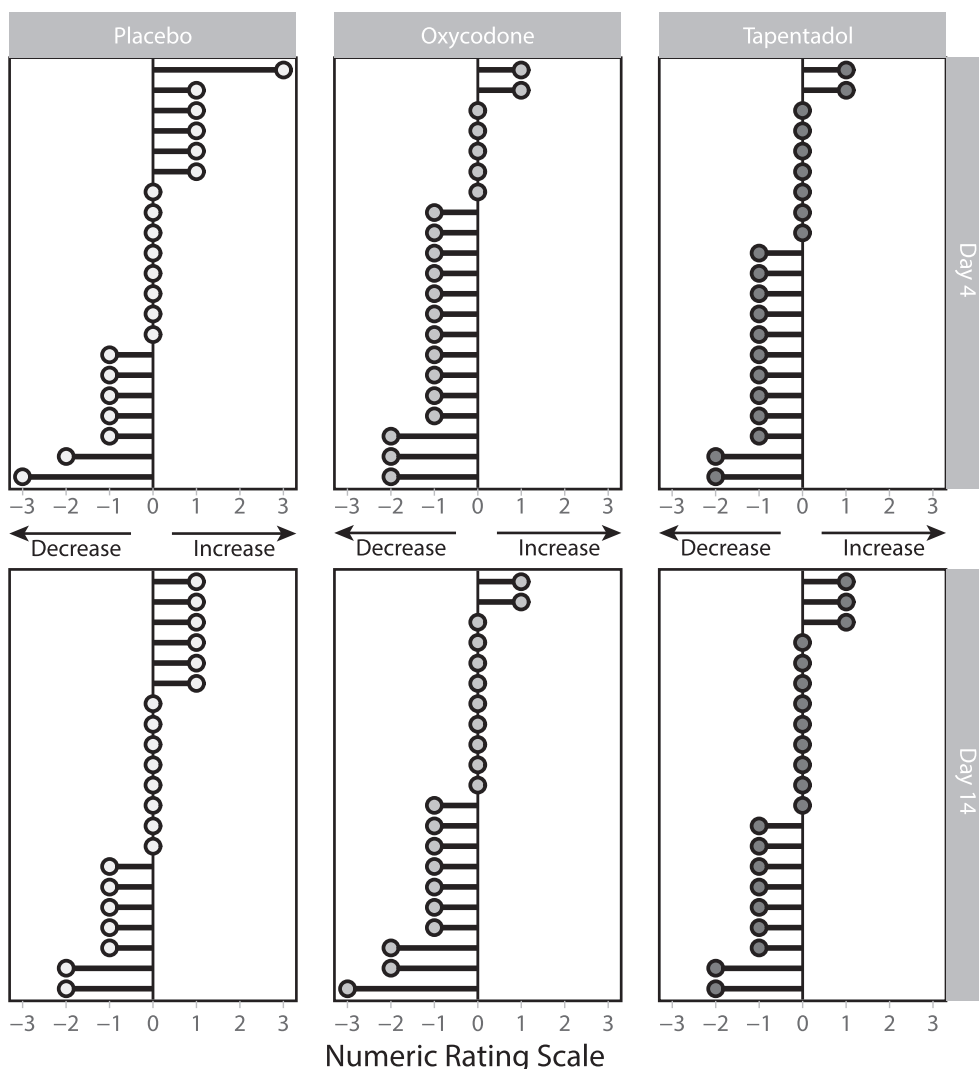 Placebo Oxycodone Tapentadol
Day 4
−3 −2 −1 0 1 2 3 −3 −2 −1 0 1 2 3 −3 −2 −1 0 1 2 3
Decrease Increase Decrease Increase Decrease Increase
Day 14
−3 −2 −1 0 1 2 3 −3 −2 −1 0 1 2 3 −3 −2 −1 0 1 2 3
Numeric Rating Scale